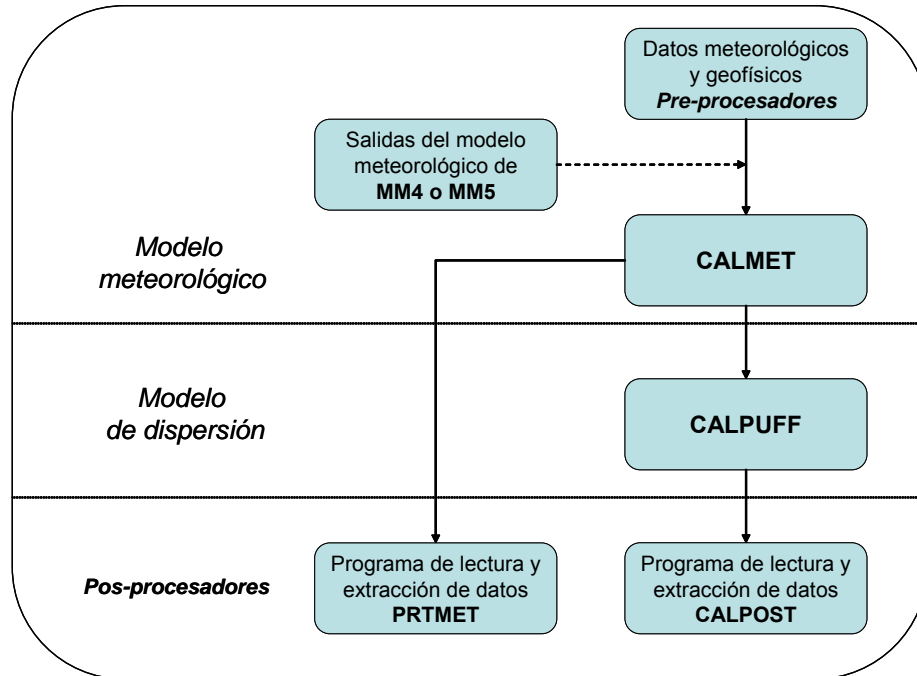 Datos meteorológicos
y geofísicos
Pre-procesadores
Salidas del modelo
meteorológico de
MM4 o MM5
Modelo
meteorológico
CALMET
Modelo
de dispersión
CALPUFF
Pos-procesadores
Programa de lectura y
extracción de datos
PRTMET
Programa de lectura y
extracción de datos
CALPOST